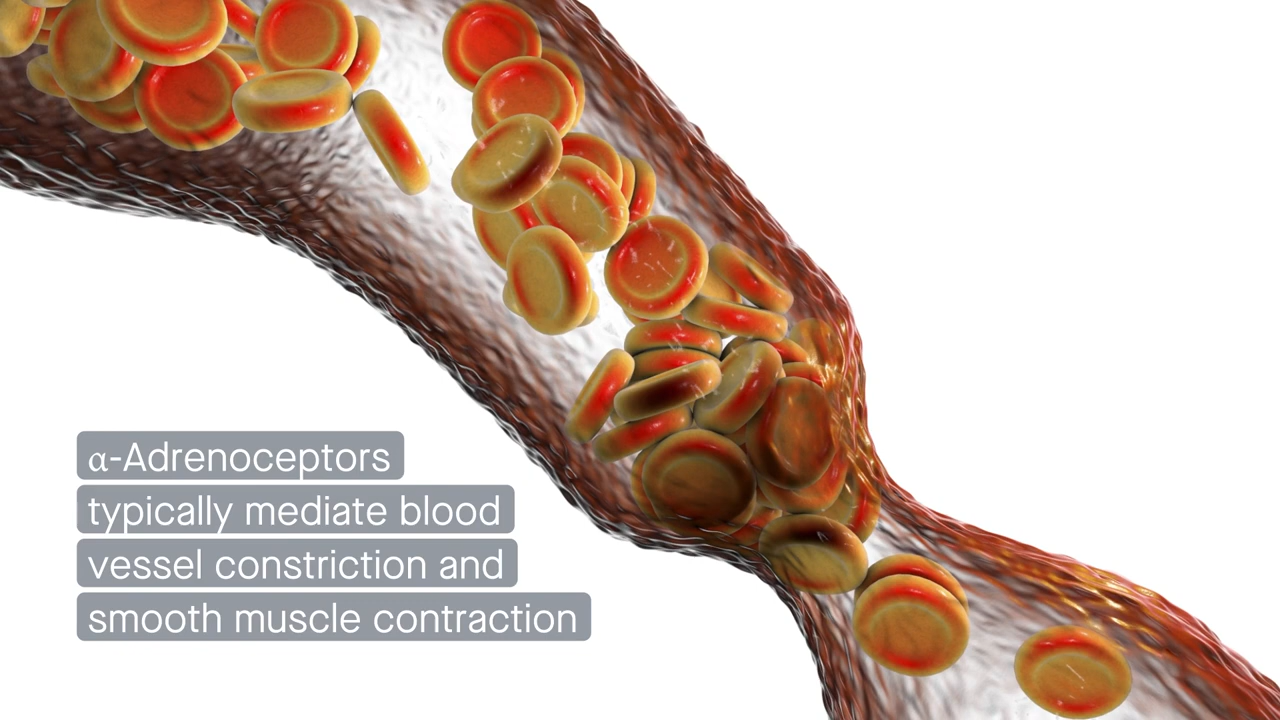 α-Adrenoceptors
typically mediate blood
vessel constriction and
smooth muscle contraction